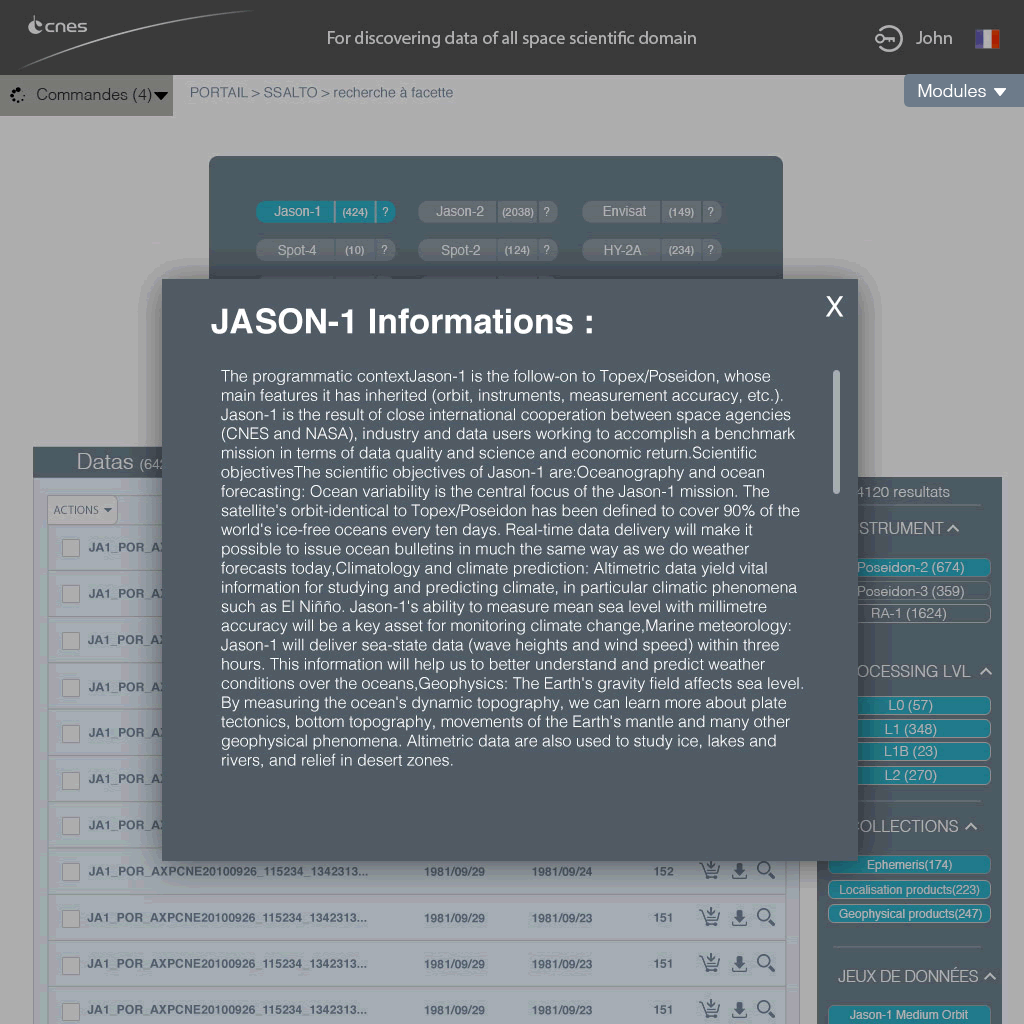 cnes
For discovering data of all space scientific domain
John
Commandes (4)
PORTAIL > SSALTO > recherche à facette
Modules
Jason-1 (424) ?
Jason-2 (2038) ?
Envisat (149) ?
Spot-4 (10) ?
Spot-2 (124) ?
HY-2A (234) ?
JASON-1 Informations :
X
The programmatic contextJason-1 is the follow-on to Topex/Poseidon, whose
main features it has inherited (orbit, instruments, measurement accuracy, etc.).
Jason-1 is the result of close international cooperation between space agencies
(CNES and NASA), industry and data users working to accomplish a benchmark
mission in terms of data quality and science and economic return.Scientific
objectivesThe scientific objectives of Jason-1 are:Oceanography and ocean
forecasting: Ocean variability is the central focus of the Jason-1 mission. The
satellite's orbit-identical to Topex/Poseidon has been defined to cover 90% of the
world's ice-free oceans every ten days. Real-time data delivery will make it
possible to issue ocean bulletins in much the same way as we do weather
forecasts today,Climatology and climate prediction: Altimetric data yield vital
information for studying and predicting climate, in particular climatic phenomena
such as El Niñño. Jason-1's ability to measure mean sea level with millimetre
accuracy will be a key asset for monitoring climate change,Marine meteorology:
Jason-1 will deliver sea-state data (wave heights and wind speed) within three
hours. This information will help us to better understand and predict weather
conditions over the oceans,Geophysics: The Earth's gravity field affects sea level.
By measuring the ocean's dynamic topography, we can learn more about plate
tectonics, bottom topography, movements of the Earth's mantle and many other
geophysical phenomena. Altimetric data are also used to study ice, lakes and
rivers, and relief in desert zones.
Datas (642
ACTIONS
JA1_POR_AX
JA1_POR_AX
JA1_POR_AX
JA1_POR_AX
JA1_POR_AX
JA1_POR_AX
JA1_POR_AX
JA1_POR_AXPCNE20100926_115234_1342313... 1981/09/29 1981/09/24 152
JA1_POR_AXPCNE20100926_115234_1342313... 1981/09/29 1981/09/23 151
JA1_POR_AXPCNE20100926_115234_1342313... 1981/09/29 1981/09/23 151
JA1_POR_AXPCNE20100926_115234_1342313... 1981/09/29 1981/09/23 151
4120 resultats
STRUMENT
Poseidon-2 (674)
Poseidon-3 (359)
RA-1 (1624)
OCESSING LVL
L0 (57)
L1 (348)
L1B (23)
L2 (270)
OLLECTIONS
Ephemeris(174)
Localisation products(223)
Geophysical products(247)
JEUX DE DONNÉES
Jason-1 Medium Orbit